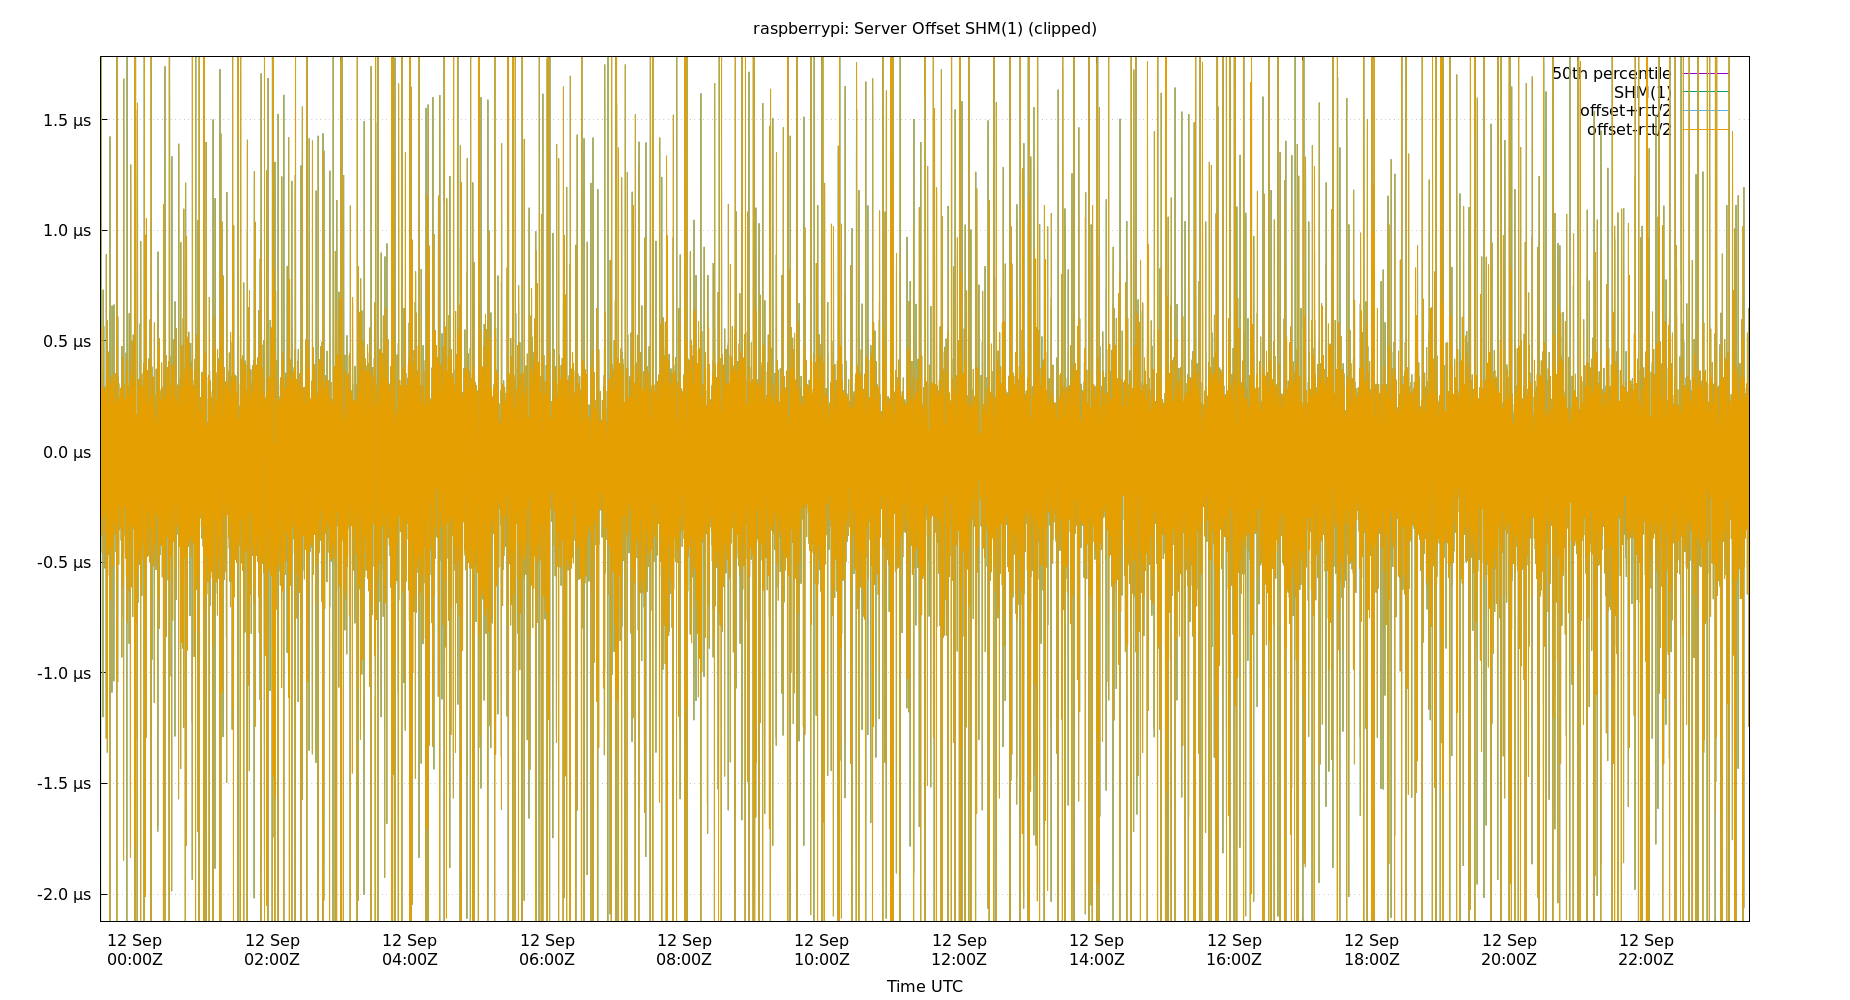 raspberrypi: Server Offset SHM(1) (clipped)
50th percentile
SHM(1)
offset+rtt/2
offset-rtt/2
1.5 µs
1.0 µs
0.5 µs
0.0 µs
-0.5 µs
-1.0 µs
-1.5 µs
-2.0 µs
12 Sep 12 Sep 12 Sep 12 Sep 12 Sep 12 Sep 12 Sep 12 Sep 12 Sep 12 Sep 12 Sep 12 Sep
00:00Z 02:00Z 04:00Z 06:00Z 08:00Z 10:00Z 12:00Z 14:00Z 16:00Z 18:00Z 20:00Z 22:00Z
Time UTC